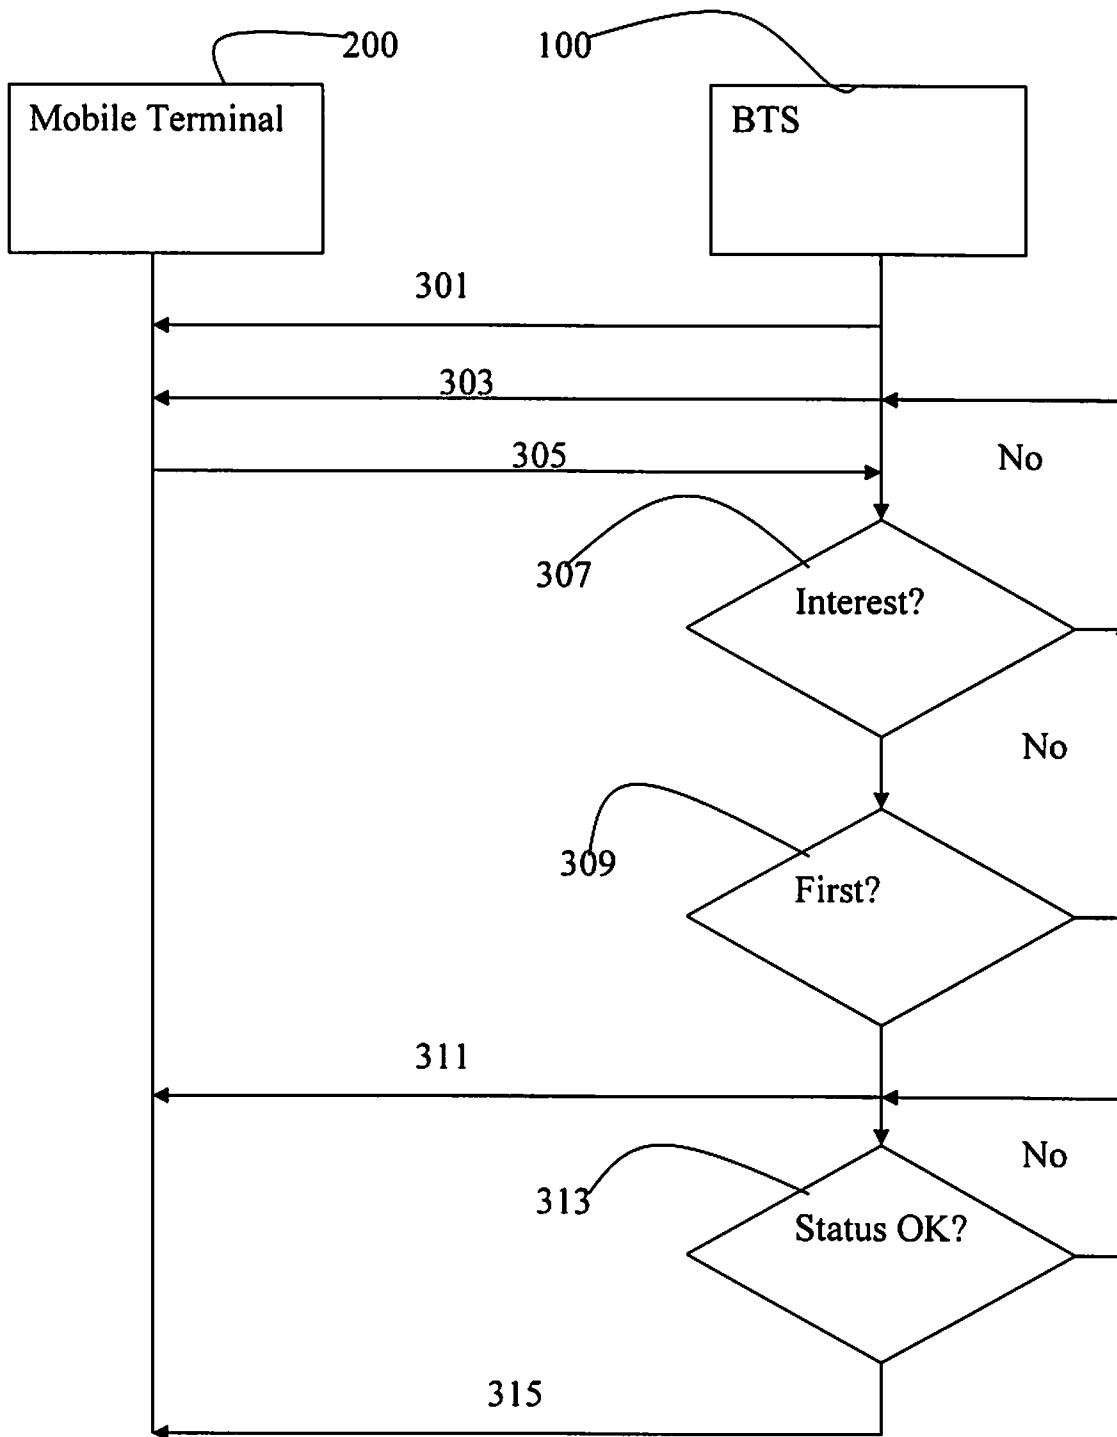 200
100
Mobile Terminal
BTS
301
303
305
No
307
Interest?
No
309
First?
311
No
313
Status OK?
315